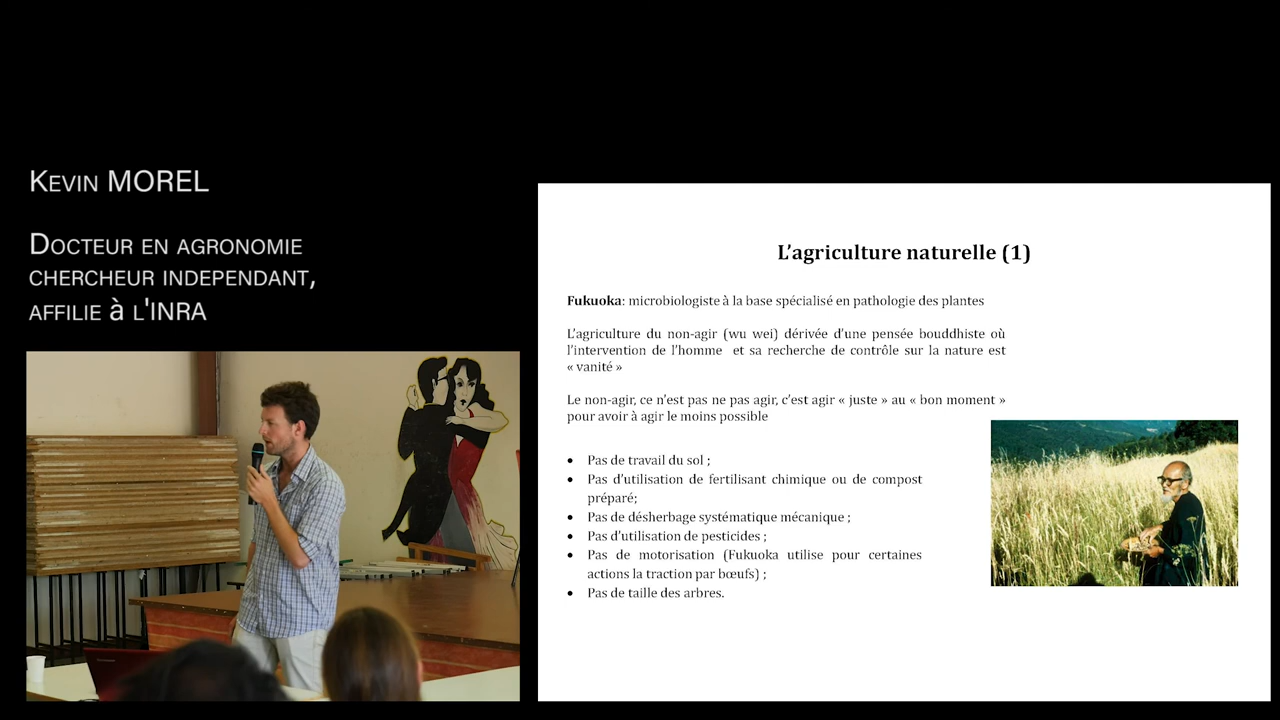 Kevin MOREL
Docteur en agronomie
chercheur independant,
affilie à l'INRA
L'agriculture naturelle (1)
Fukuoka: microbiologiste à la base spécialisé en pathologie des plantes
L'agriculture du non-agir (wu wei) dérivée d'une pensée bouddhiste où
l'intervention de l'homme et sa recherche de contrôle sur la nature est
« vanité »
Le non-agir, ce n'est pas ne pas agir, c'est agir « juste » au « bon moment »
pour avoir à agir le moins possible
• Pas de travail du sol ;
• Pas d'utilisation de fertilisant chimique ou de compost
préparé;
• Pas de désherbage systématique mécanique ;
• Pas d'utilisation de pesticides ;
• Pas de motorisation (Fukuoka utilise pour certaines
actions la traction par bœufs) ;
• Pas de taille des arbres.